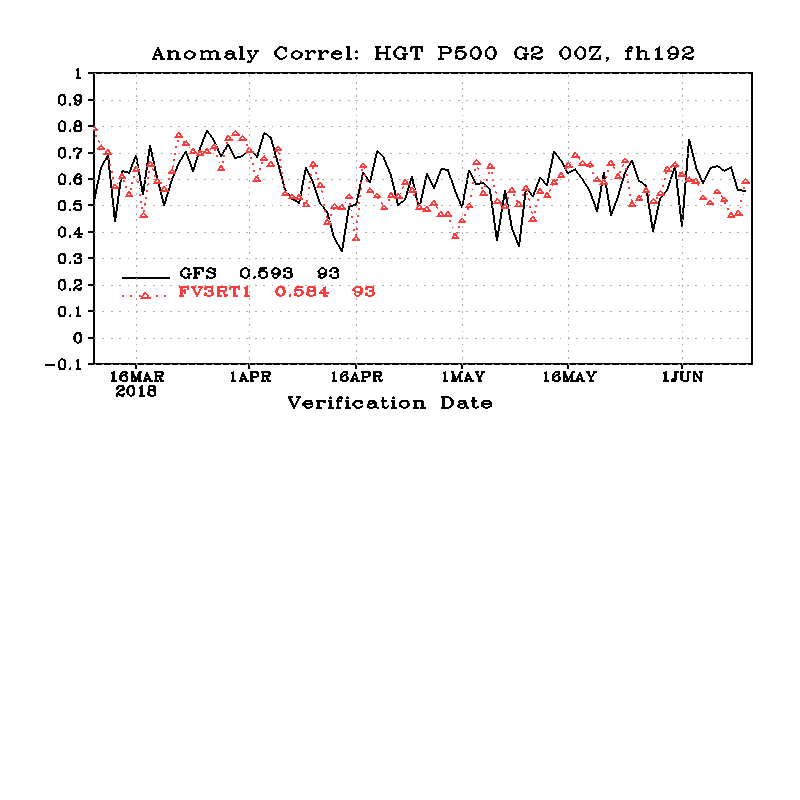 Anomaly Correl: HGT P500 G2 00Z, fh192
1
0.9
0.8
0.7
0.6
0.5
0.4
0.3
0.2
0.1
0
-0.1
GFS 0.593 93
FV3RT1 0.584 93
16MAR 1APR 16APR 1MAY 16MAY 1JUN
2018
Verification Date